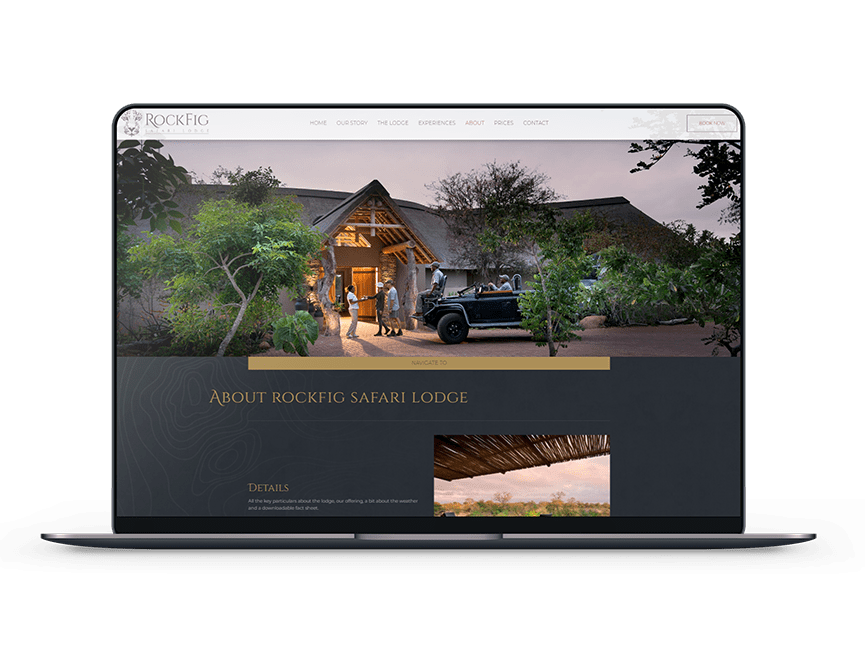 ROCKFIG
SAFARI LODGE
HOME OUR STORY THE LODGE EXPERIENCES ABOUT PRICES CONTACT
BOOK NOW
NAVIGATE TO
ABOUT ROCKFIG SAFARI LODGE
DETAILS
All the key perticulars about the lodge, our offering, a bit about the weather
and a downloadable fact sheet.